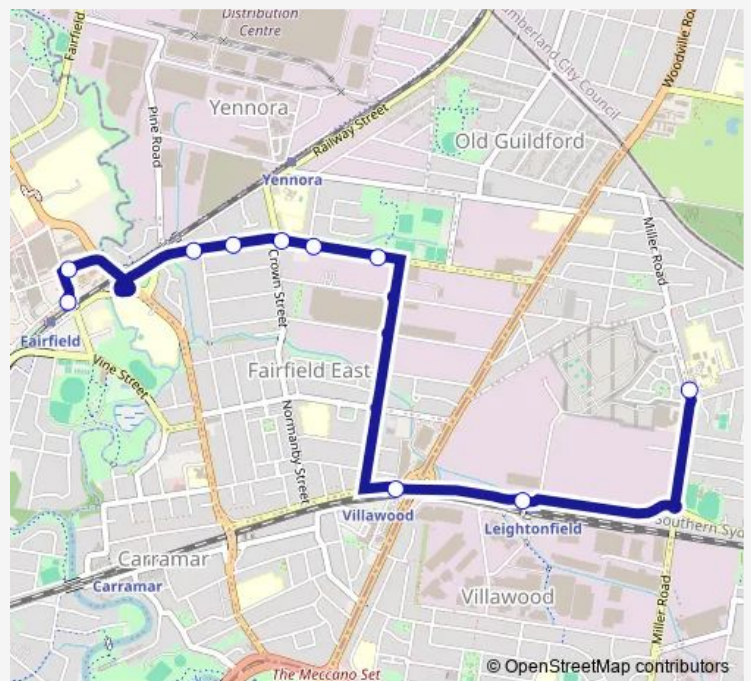 Distribution
Centre
Fairfield
Yennora
Pine Road
Railway Street
Yennora
Old Guildford
Cumberland City Council
Woodville Ro
Miller Road
Crown Street
Fairfield
Vine Street
Fairfield East
Normanby Street
Villawood
Leightonfield
Southern Syd
Carramar
Carramar
Villawood
Miller Road
The Meccano Set
© OpenStreetMap contributors